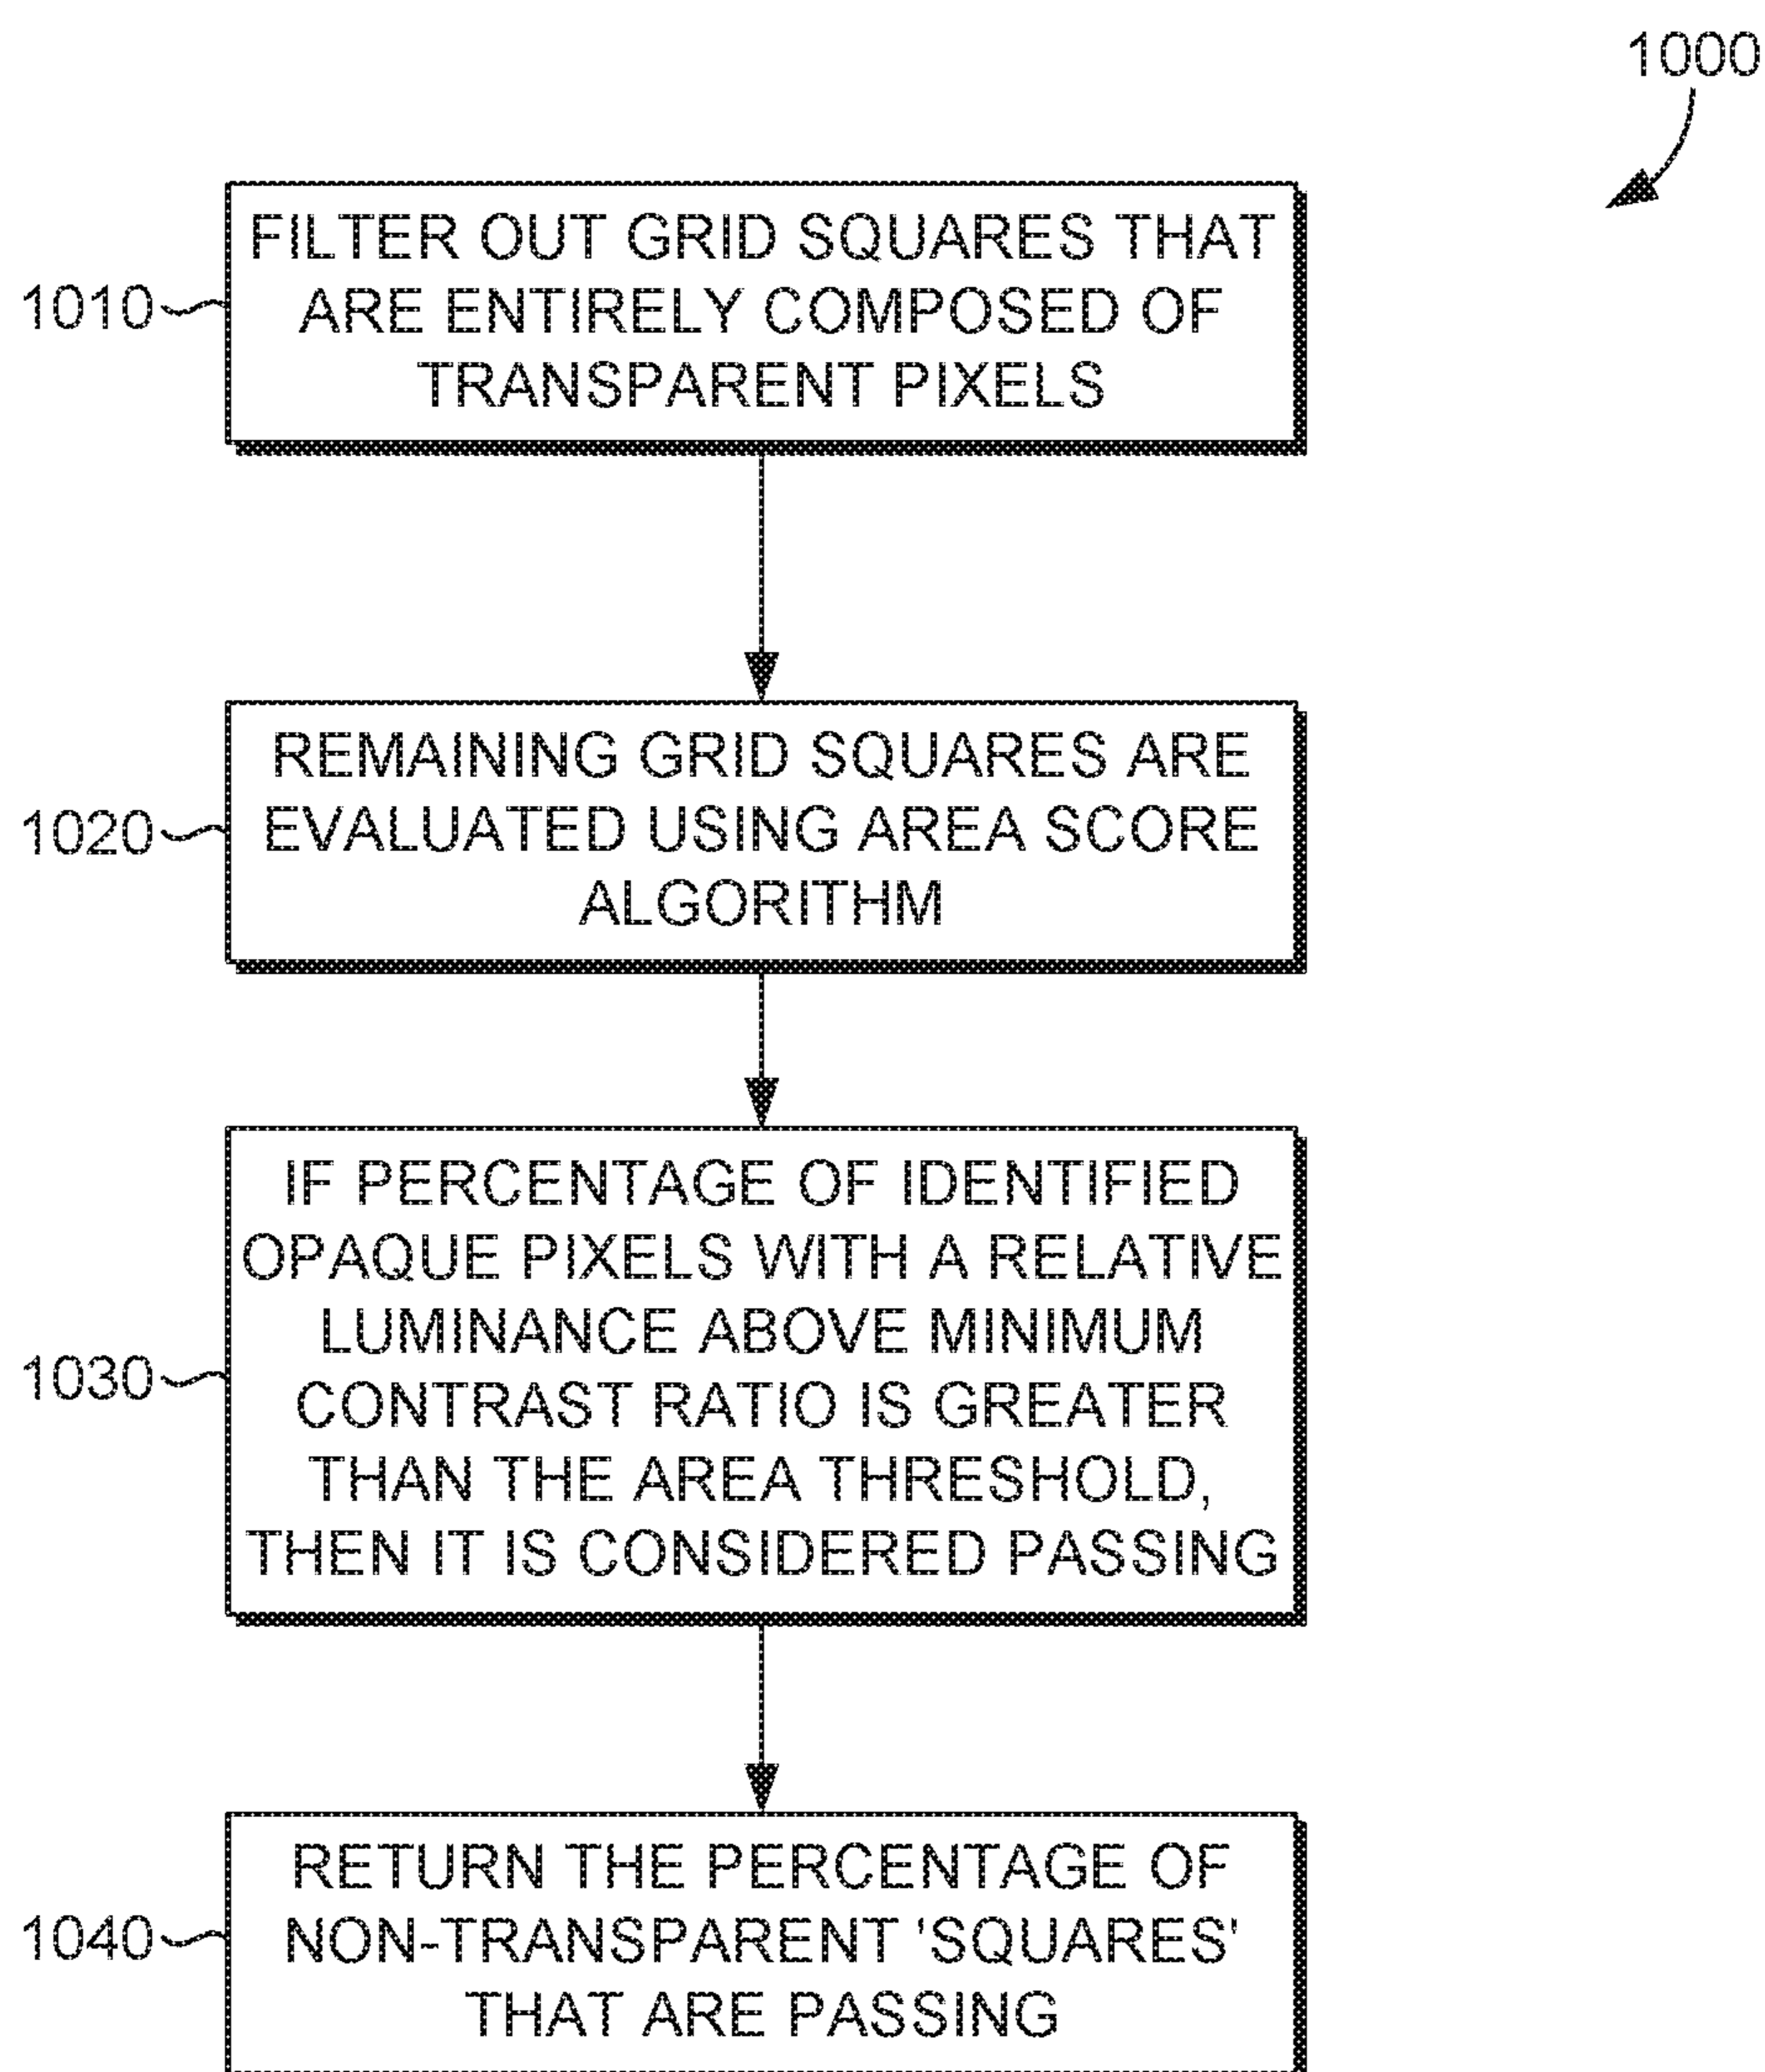 1000
FILTER OUT GRID SQUARES THAT
ARE ENTIRELY COMPOSED OF
TRANSPARENT PIXELS
1010
REMAINING GRID SQUARES ARE
EVALUATED USING AREA SCORE
ALGORITHM
1020
IF PERCENTAGE OF IDENTIFIED
OPAQUE PIXELS WITH A RELATIVE
LUMINANCE ABOVE MINIMUM
CONTRAST RATIO IS GREATER
THAN THE AREA THRESHOLD,
THEN IT IS CONSIDERED PASSING
1030
RETURN THE PERCENTAGE OF
NON-TRANSPARENT 'SQUARES'
THAT ARE PASSING
1040